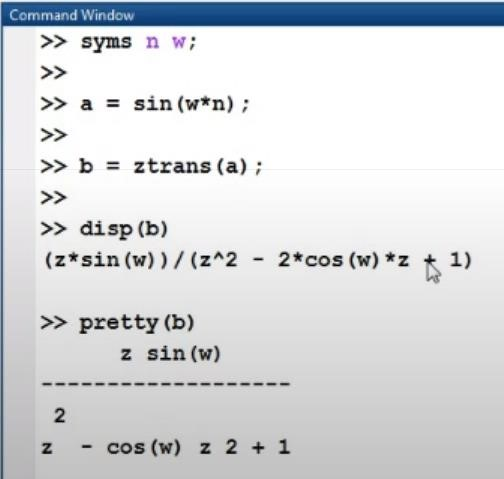 Command Window
>> syms n w;
>>
>> a = sin(w*n);
>>
>> b = ztrans(a);
>>
>> disp(b)
(z*sin(w))/(z^2 - 2*cos(w)*z + 1)
>> pretty(b)
z sin(w)
-------------------
2
z  - cos(w) z 2 + 1